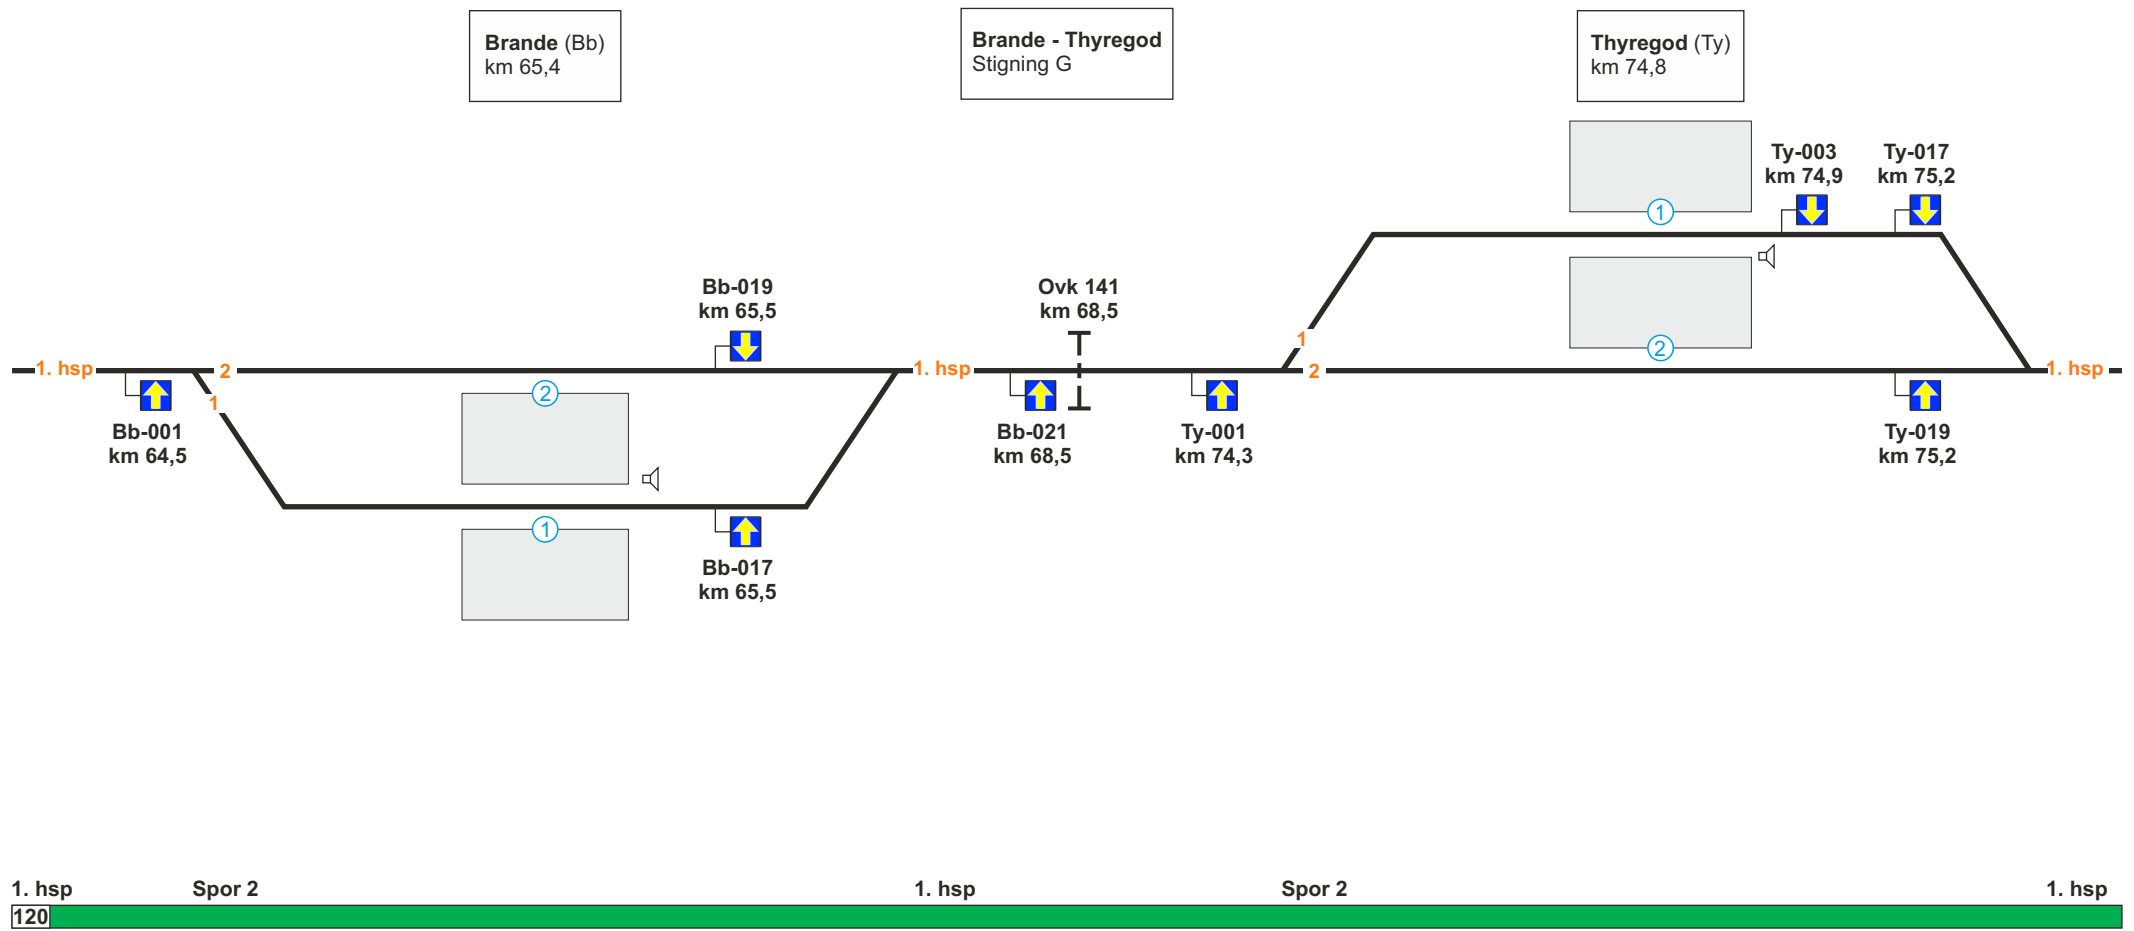 Brande (Bb)
km 65,4
Brande - Thyregod
Stigning G
Thyregod (Ty)
km 74,8
Ty-003
km 74,9
Ty-017
km 75,2
1
Bb-019
km 65,5
Ovk 141
km 68,5
1
2
1. hsp
2
1. hsp
2
1. hsp
1
2
Bb-001
km 64,5
Bb-021
km 68,5
Ty-001
km 74,3
Ty-019
km 75,2
1
Bb-017
km 65,5
1. hsp
Spor 2
1. hsp
Spor 2
1. hsp
120